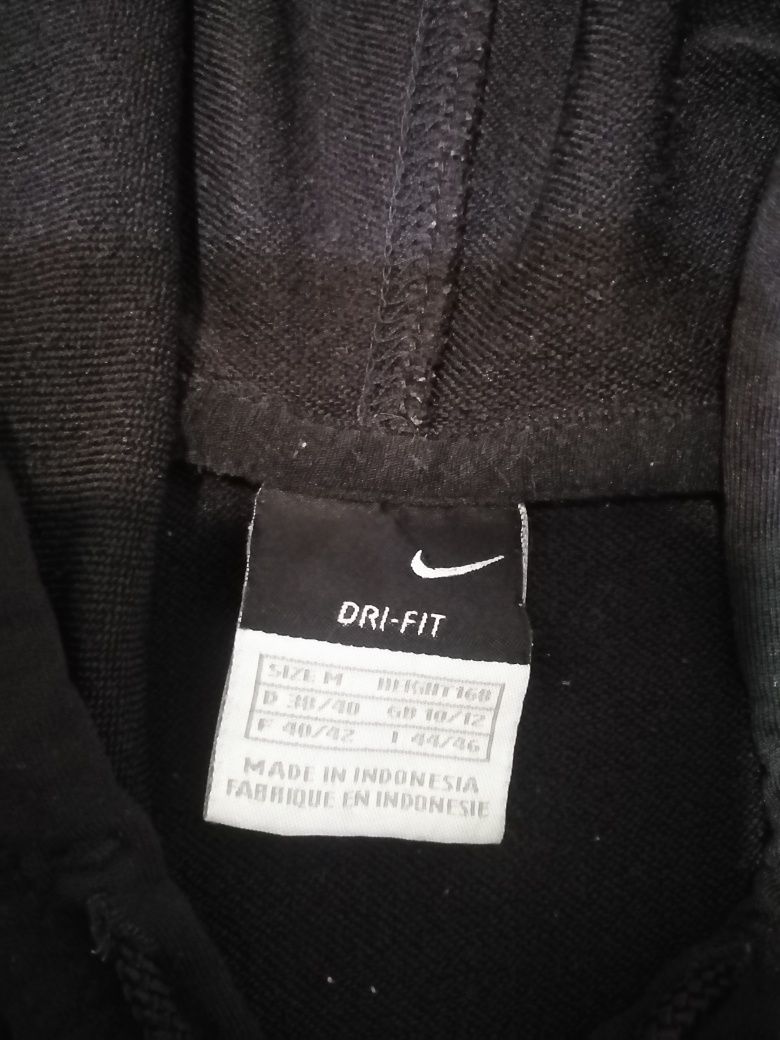 DRI-FIT
SIZE M HEIGHT 168
D 38/40 GB 10/12
F 40/42 I 44/46
MADE IN INDONESIA
FABRIQUE EN INDONESIE